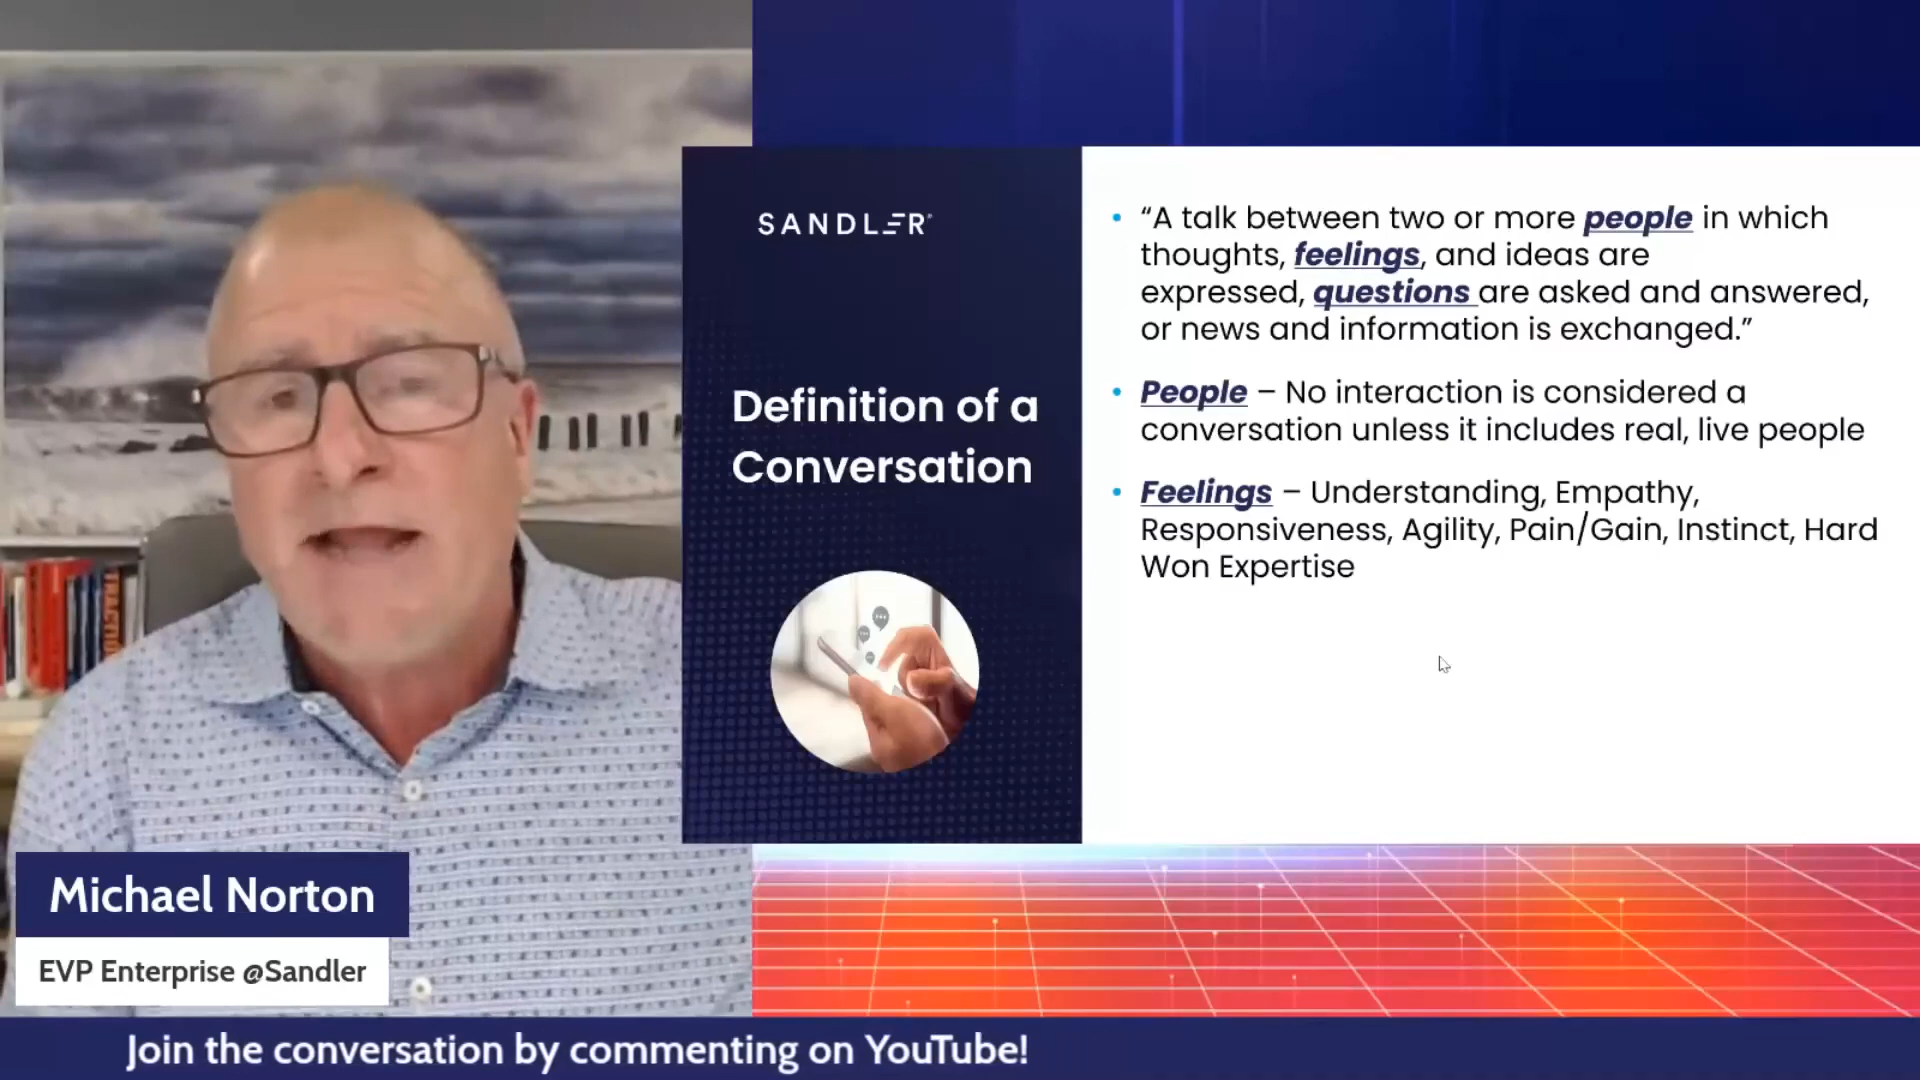 SANDLER
Definition of a
Conversation
• “A talk between two or more people in which
thoughts, feelings, and ideas are
expressed, questions are asked and answered,
or news and information is exchanged.”
• People – No interaction is considered a
conversation unless it includes real, live people
• Feelings – Understanding, Empathy,
Responsiveness, Agility, Pain/Gain, Instinct, Hard
Won Expertise
Michael Norton
EVP Enterprise @Sandler
Join the conversation by commenting on YouTube!